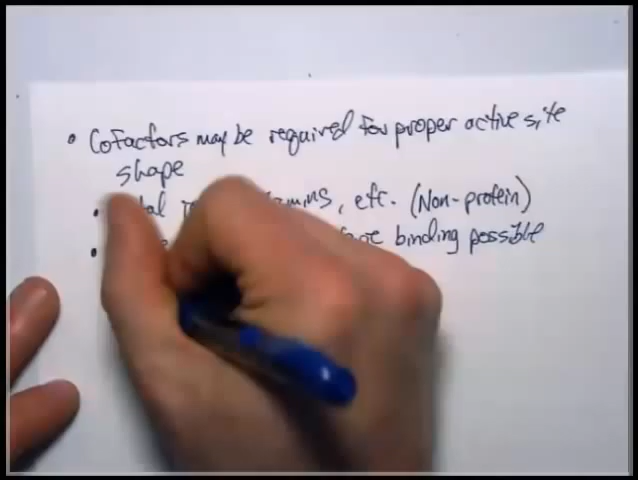 • Cofactors may be required for proper active site
shape
• etc. (Non-protein)
• binding possible